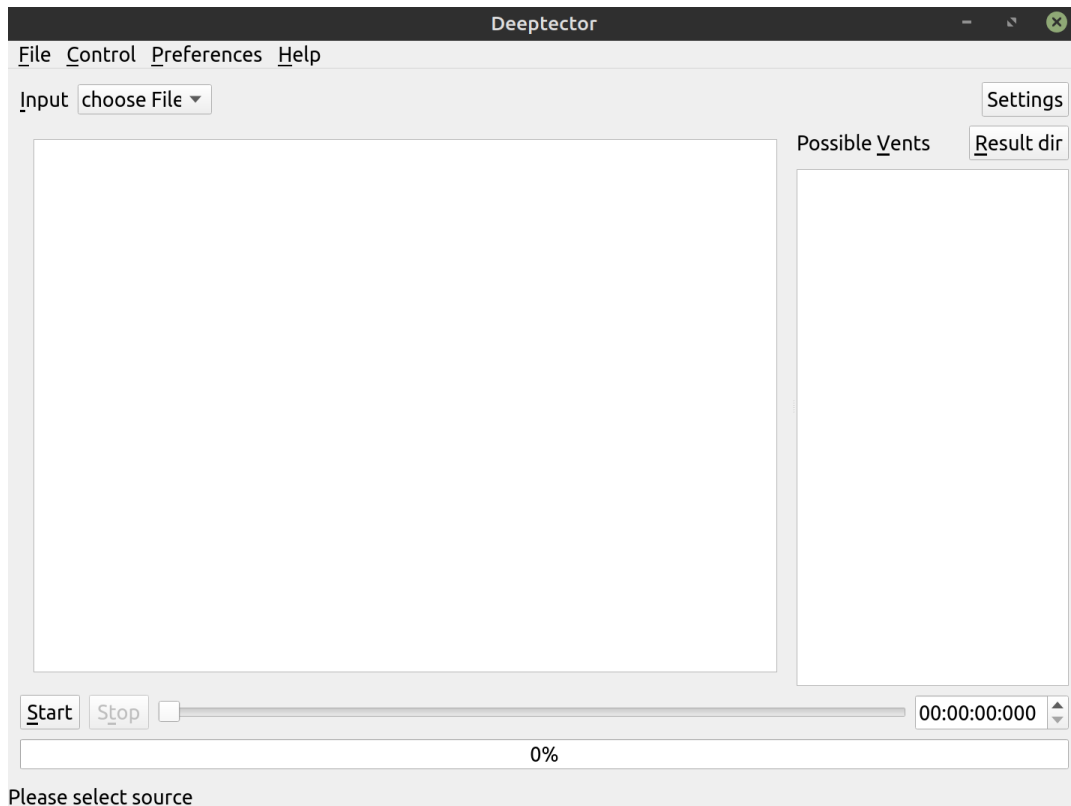 Deeptector
File Control Preferences Help
Input choose File Settings
Possible Vents Result dir
Start Stop 00:00:00:000
0%
Please select source